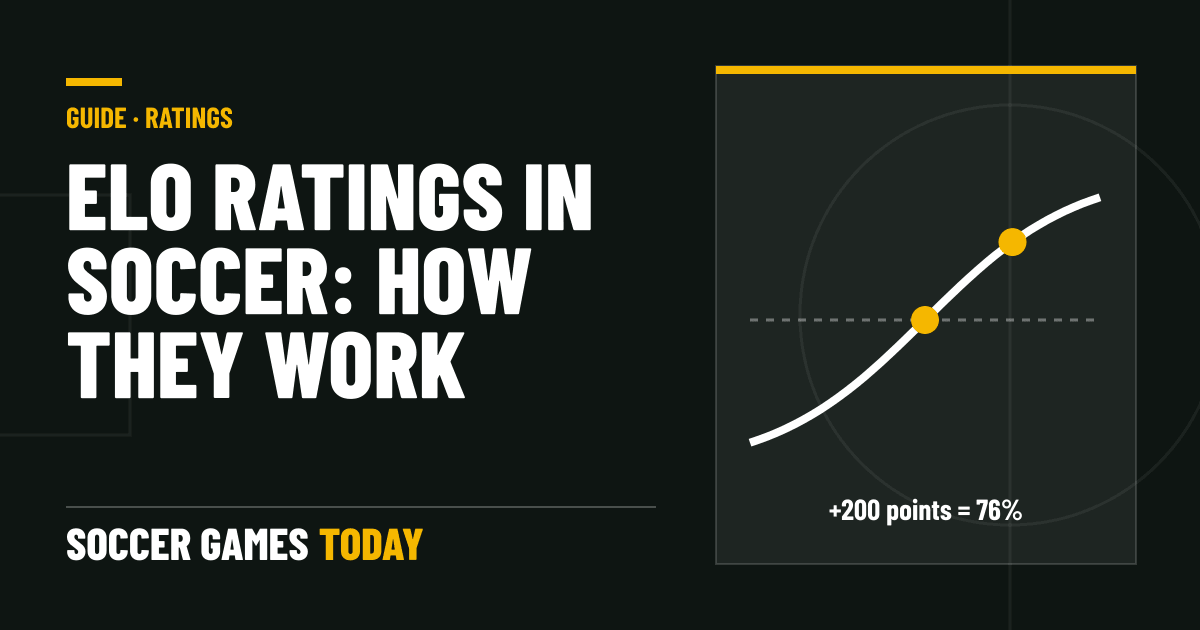 GUIDE · RATINGS
ELO RATINGS IN
SOCCER: HOW
THEY WORK
SOCCER GAMES TODAY
+200 points = 76%